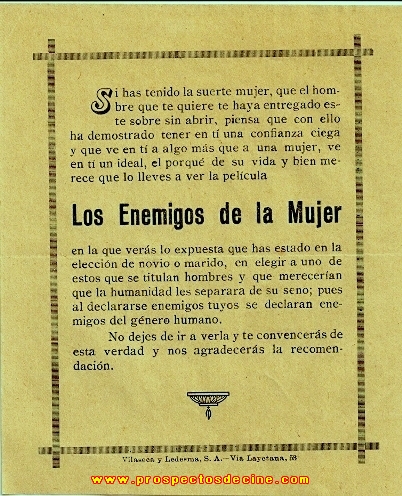 Si has tenido la suerte mujer, que el hom-
bre que te quiere te haya entregado es-
te sobre sin abrir, piensa que con ello
ha demostrado tener en tí una confianza ciega
y que ve en tí a algo más que a una mujer, ve
en tí un ideal, el porqué de su vida y bien me-
rece que lo lleves a ver la película
Los Enemigos de la Mujer
en la que verás lo expuesta que has estado en la
elección de novio o marido, en elegir a uno de
estos que se titulan hombres y que merecerían
que la humanidad les separara de su seno; pues
al declararse enemigos tuyos se declaran ene-
migos del género humano.
No dejes de ir a verla y te convencerás de
esta verdad y nos agradecerás la recomen-
dación.
Vilaseca y Ledesma, S. A.—Vía Layetana, 53
www.prospectosdecine.com